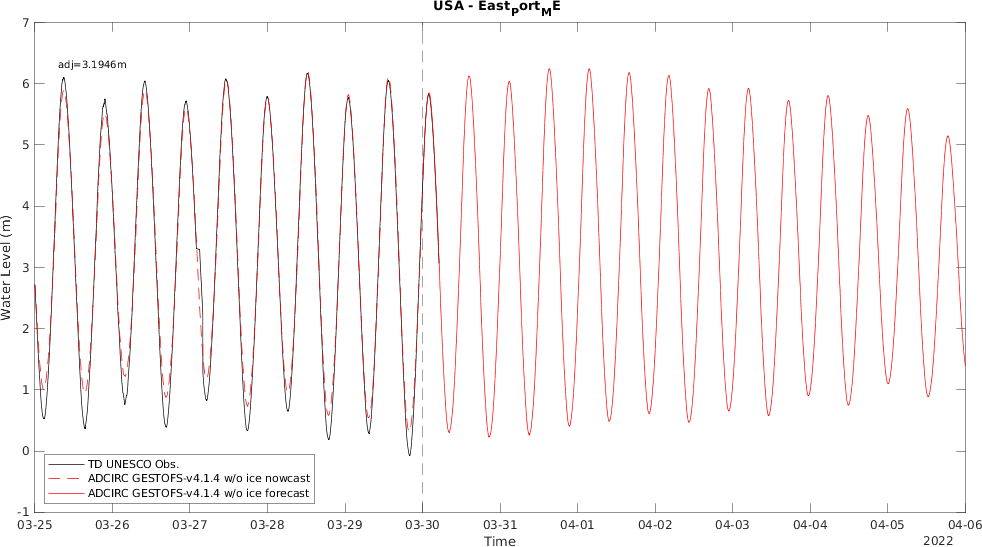 USA - EastPortME
7
6
5
4
3
2
1
0
-1
Water Level (m)
adj=3.1946m
TD UNESCO Obs.
ADCIRC GESTOFS-v4.1.4 w/o ice nowcast
ADCIRC GESTOFS-v4.1.4 w/o ice forecast
03-25 03-26 03-27 03-28 03-29 03-30 03-31 04-01 04-02 04-03 04-04 04-05 04-06
Time
2022